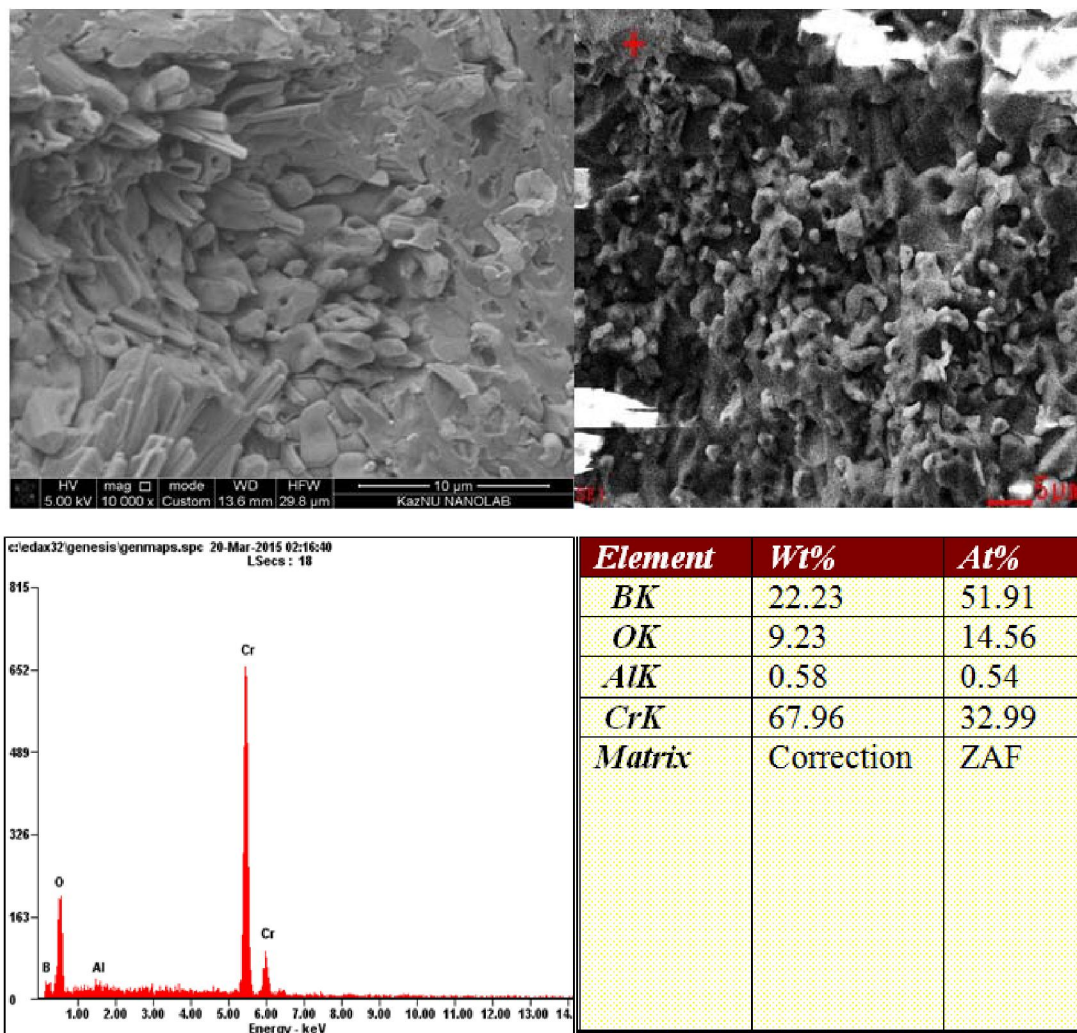 HV mag □ mode WD HFW
5.00 kV 10 000 x Custom 13.6 mm 29.8 µm
10 µm
KazNU NANOLAB
5µm
c:\edax32\genesis\genmaps.spc 20-Mar-2015 02:16:40
LSecs : 18
815
652
489
326
163
0
Cr
O
Cr
B
Al
1.00 2.00 3.00 4.00 5.00 6.00 7.00 8.00 9.00 10.00 11.00 12.00 13.00
Energy - keV
Element Wt% At%
BK 22.23 51.91
OK 9.23 14.56
AlK 0.58 0.54
CrK 67.96 32.99
Matrix Correction ZAF